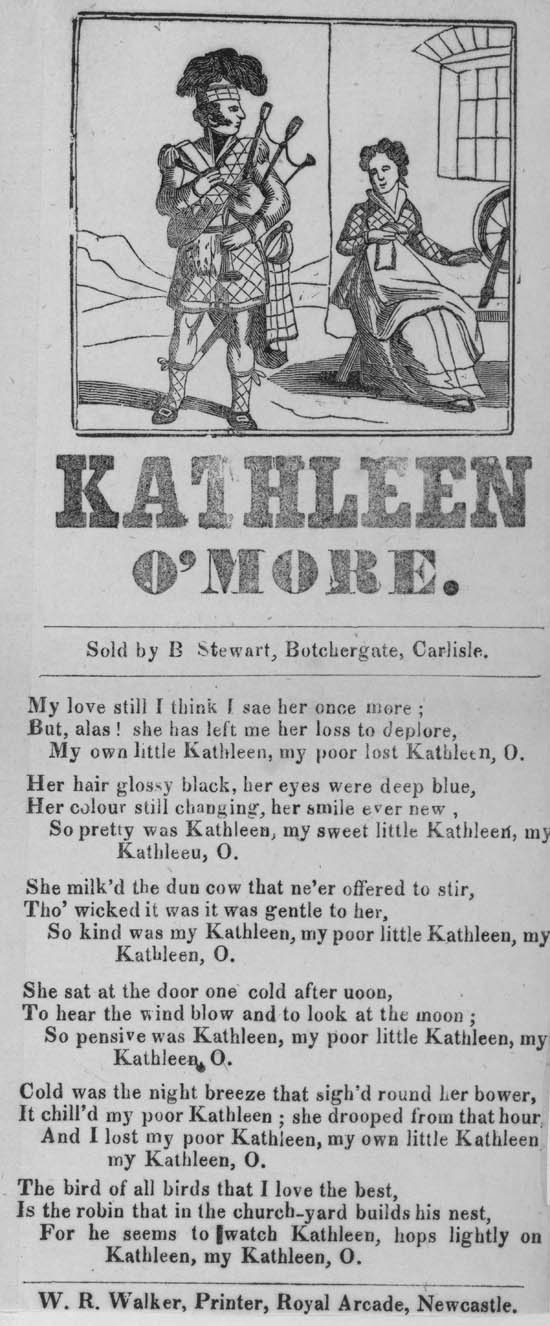 KATHLEEN
O'MORE.
Sold by B Stewart, Botchergate, Carlisle.
My love still I think I sae her once more ;
But, alas ! she has left me her loss to deplore,
My own little Kathleen, my poor lost Kathleen, O.
Her hair glossy black, her eyes were deep blue,
Her colour still changing, her smile ever new ,
So pretty was Kathleen, my sweet little Kathleen, my
Kathleeu, O.
She milk'd the dun cow that ne'er offered to stir,
Tho' wicked it was it was gentle to her,
So kind was my Kathleen, my poor little Kathleen, my
Kathleen, O.
She sat at the door one cold after uoon,
To hear the wind blow and to look at the moon ;
So pensive was Kathleen, my poor little Kathleen, my
Kathleen, O.
Cold was the night breeze that sigh'd round her bower,
It chill'd my poor Kathleen ; she drooped from that hour,
And I lost my poor Kathleen, my own little Kathleen
my Kathleen, O.
The bird of all birds that I love the best,
Is the robin that in the church-yard builds his nest,
For he seems to watch Kathleen, hops lightly on
Kathleen, my Kathleen, O.
W. R. Walker, Printer, Royal Arcade, Newcastle.